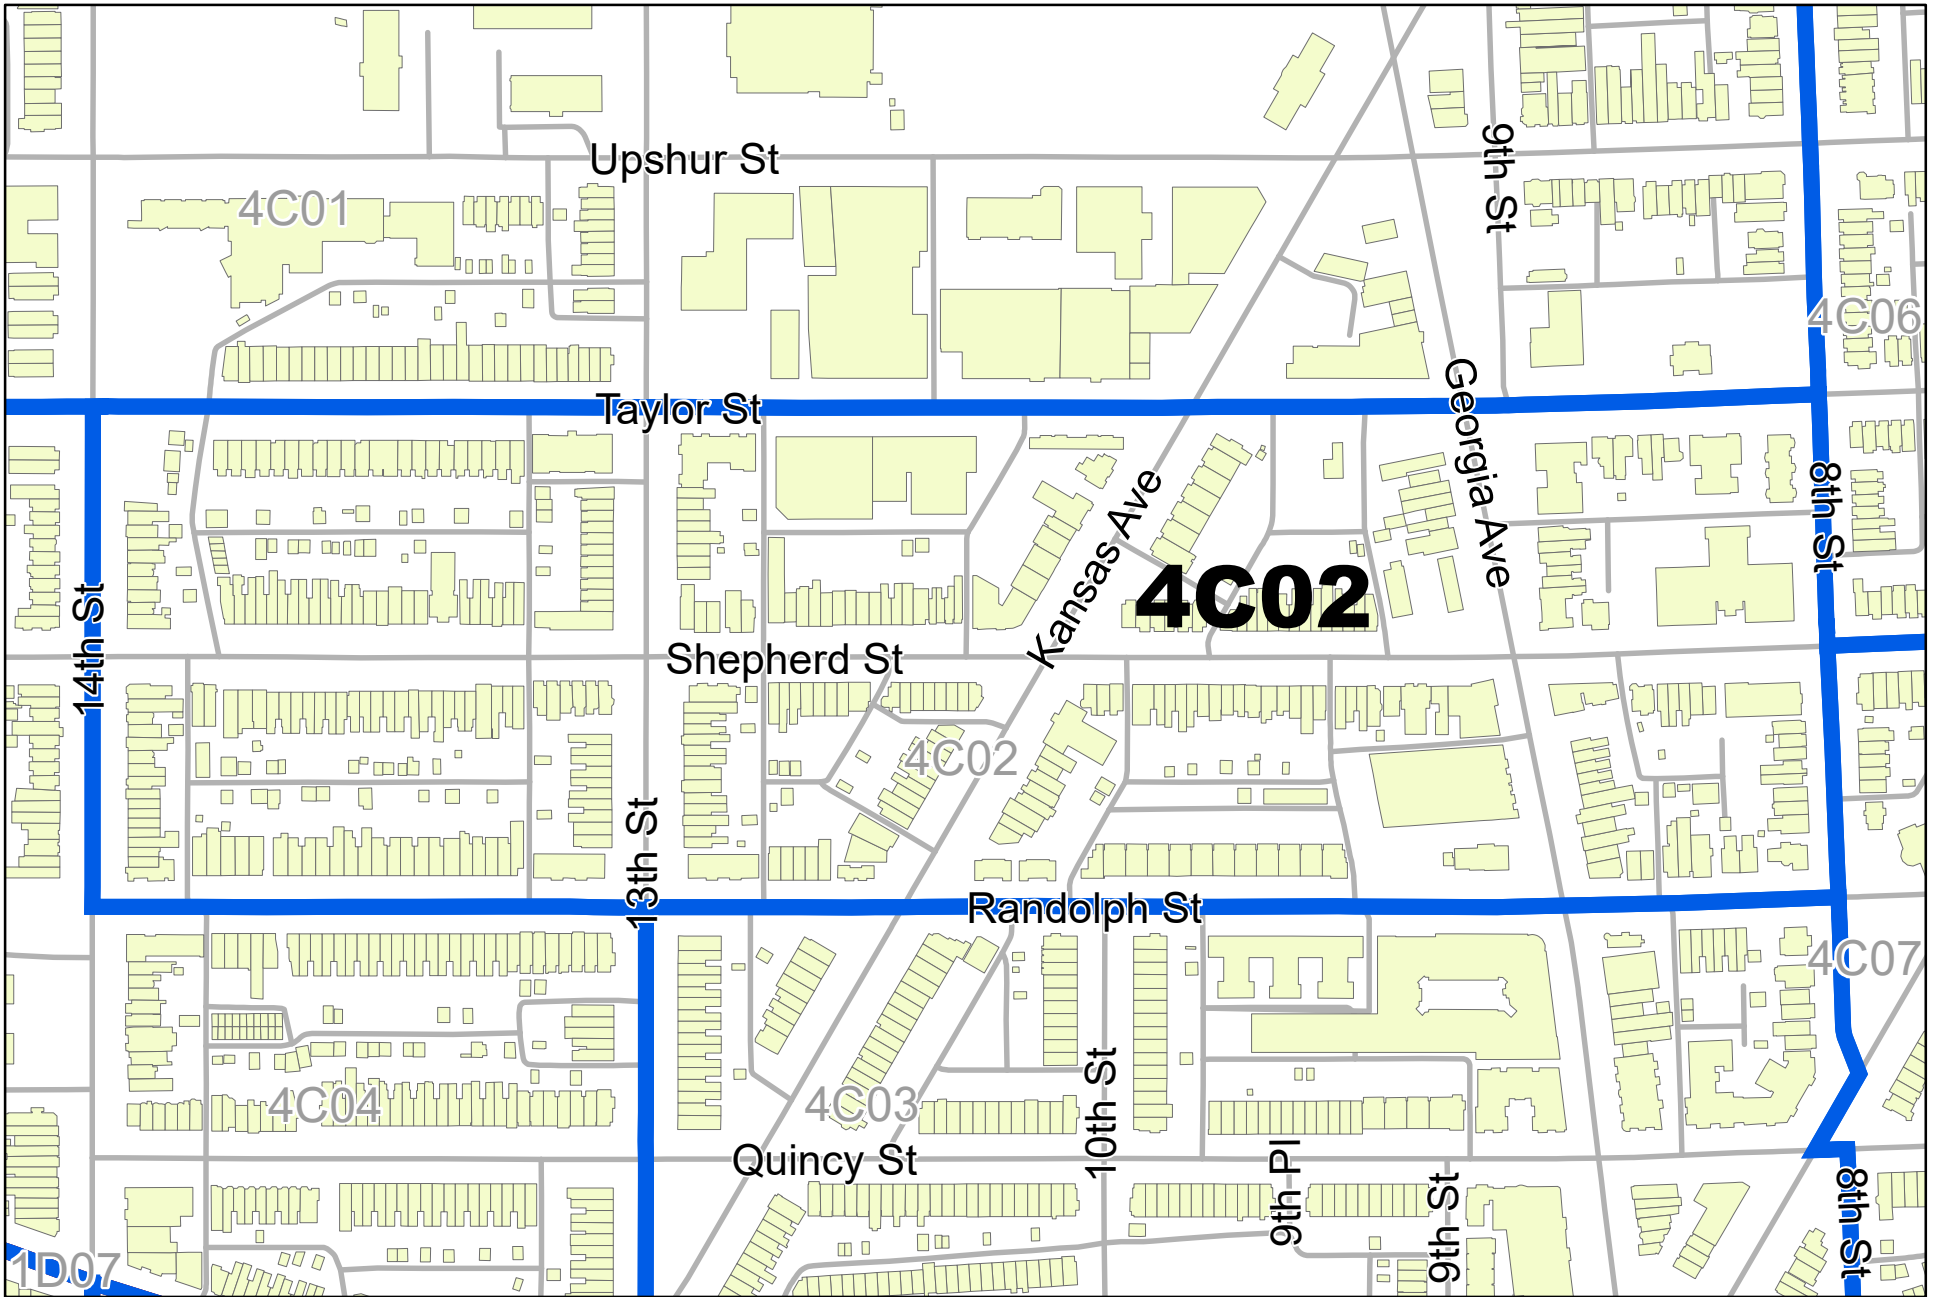 Upshur St
9th St
4C01
4C06
Georgia Ave
Taylor St
8th St
Kansas Ave
4C02
14th St
Shepherd St
4C02
13th St
Randolph St
4C07
10th St
4C04
4C03
Quincy St
9th Pl
9th St
8th St
1D07